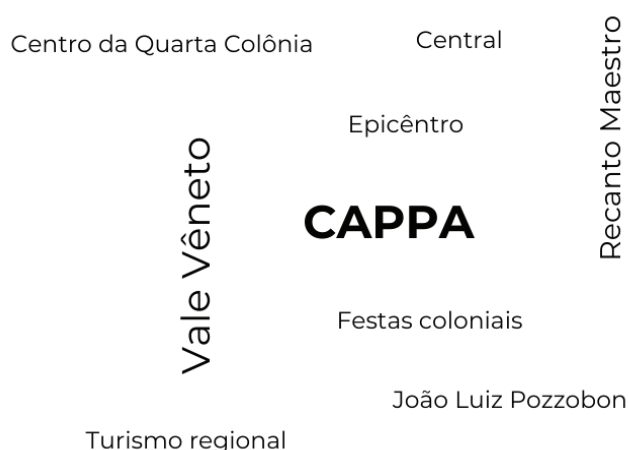 Centro da Quarta Colônia
Central
Recanto Maestro
Epicêntro
Vale Vêneto
CAPPA
Festas coloniais
João Luiz Pozzobon
Turismo regional